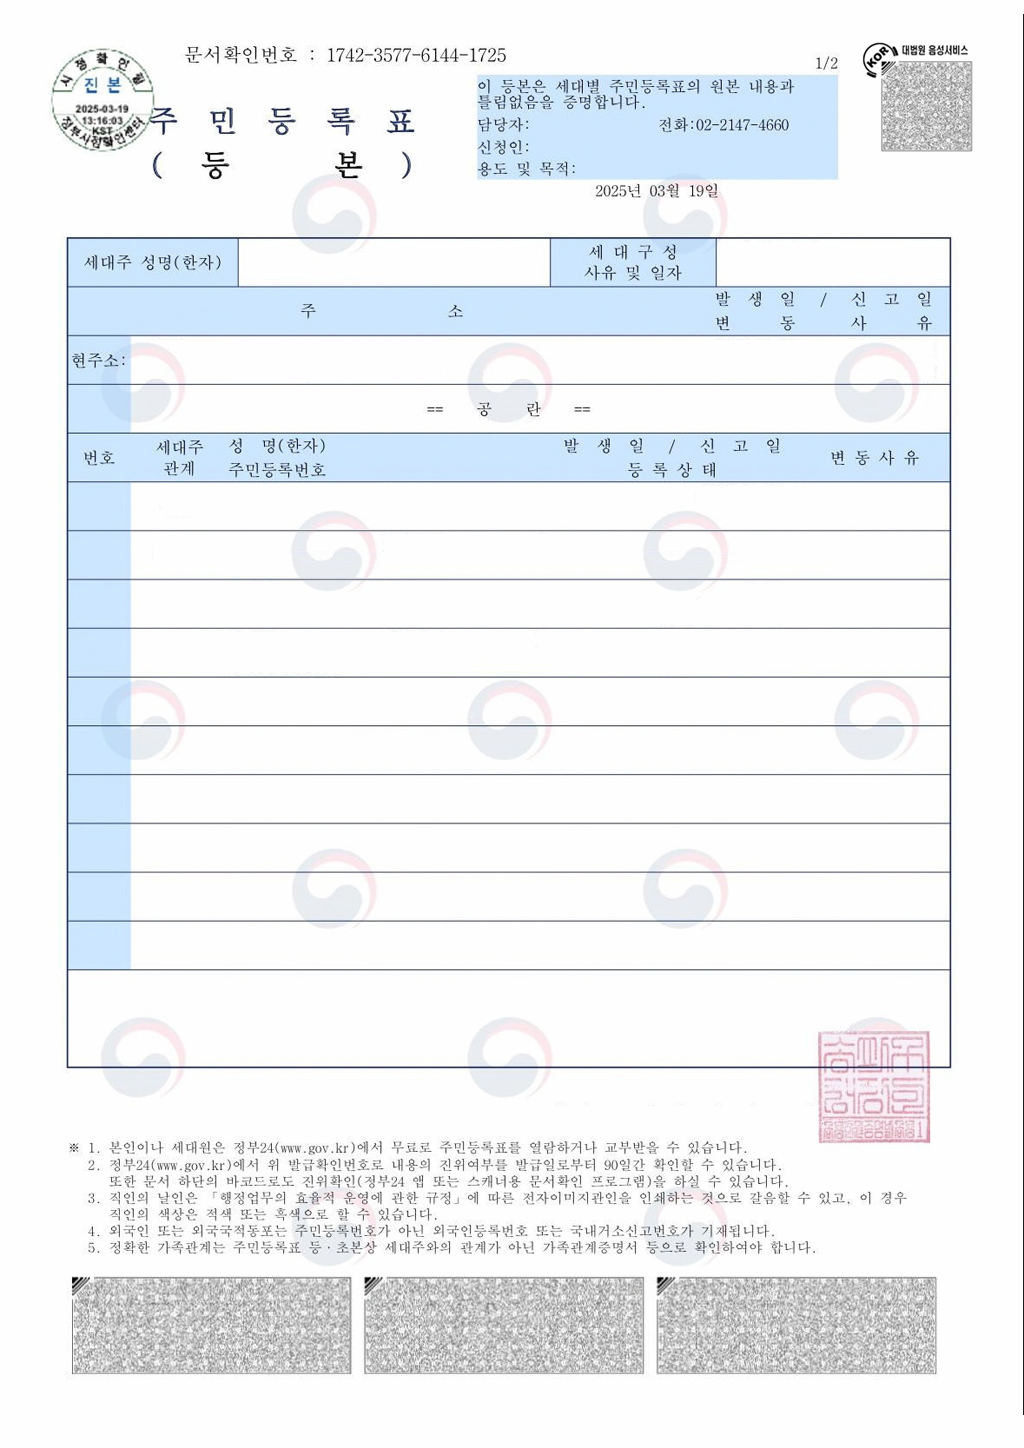 문서확인번호 : 1742-3577-6144-1725
대법원 음성서비스
KOR
1/2
시점확인필
진본
2025-03-19
13:16:03
KST
정부시점확인센터
주 민 등 록 표
( 등 본 )
이 등본은 세대별 주민등록표의 원본 내용과
틀림없음을 증명합니다.
담당자: 전화:02-2147-4660
신청인:
용도 및 목적:
2025년 03월 19일
세대주 성명(한자)
세 대 구 성
사유 및 일자
주 소
발 생 일 / 신 고 일
변 동 사 유
현주소:
== 공 란 ==
번호
세대주
관계
성 명(한자)
주민등록번호
발 생 일 / 신 고 일
등 록 상 태
변 동 사 유
※ 1. 본인이나 세대원은 정부24(www.gov.kr)에서 무료로 주민등록표를 열람하거나 교부받을 수 있습니다.
2. 정부24(www.gov.kr)에서 위 발급확인번호로 내용의 진위여부를 발급일로부터 90일간 확인할 수 있습니다.
또한 문서 하단의 바코드로도 진위확인(정부24 앱 또는 스캐너용 문서확인 프로그램)을 하실 수 있습니다.
3. 직인의 날인은 「행정업무의 효율적 운영에 관한 규정」에 따른 전자이미지관인을 인쇄하는 것으로 갈음할 수 있고, 이 경우
직인의 색상은 적색 또는 흑색으로 할 수 있습니다.
4. 외국인 또는 외국국적동포는 주민등록번호가 아닌 외국인등록번호 또는 국내거소신고번호가 기재됩니다.
5. 정확한 가족관계는 주민등록표 등·초본상 세대주와의 관계가 아닌 가족관계증명서 등으로 확인하여야 합니다.